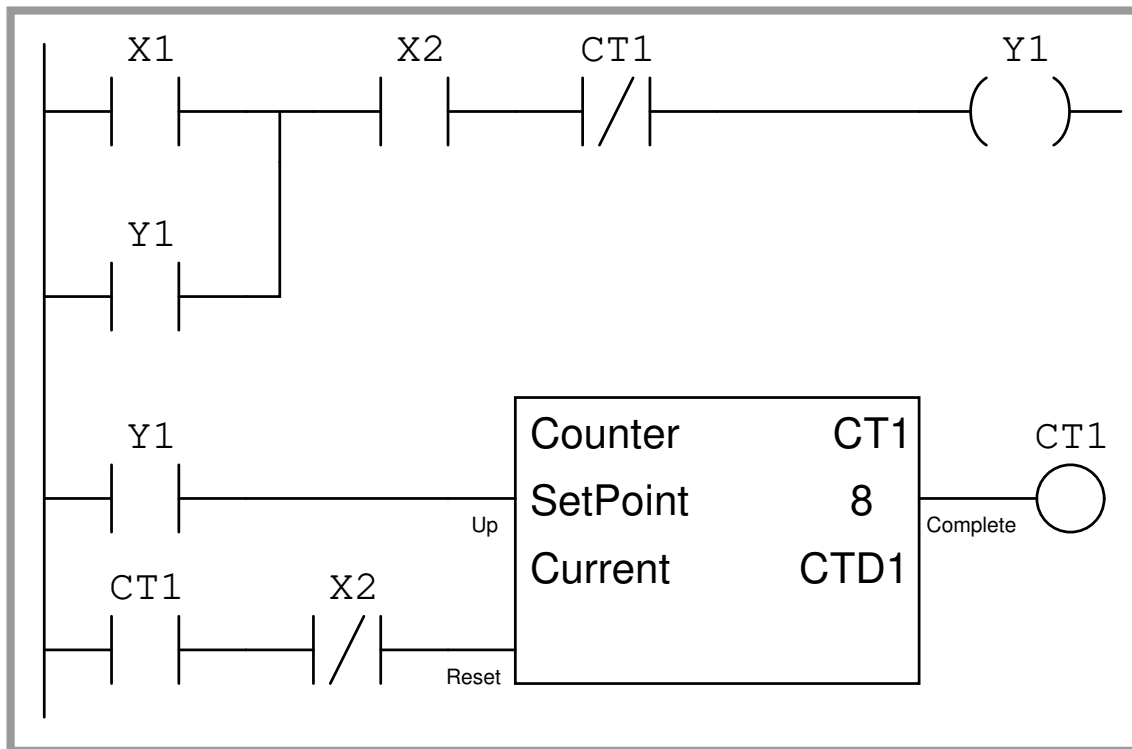 X1 X2 CT1 Y1
Y1
Y1
Counter CT1
CT1
SetPoint 8
Up
Complete
Current CTD1
CT1 X2
Reset